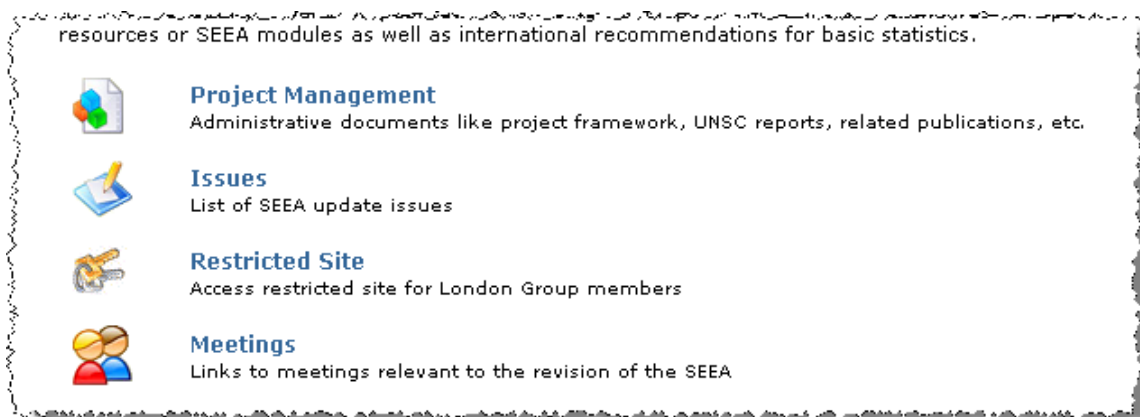 resources or SEEA modules as well as international recommendations for basic statistics.
Project Management
Administrative documents like project framework, UNSC reports, related publications, etc.
Issues
List of SEEA update issues
Restricted Site
Access restricted site for London Group members
Meetings
Links to meetings relevant to the revision of the SEEA